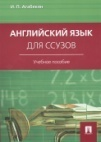 И. П. Агабекян
АНГЛИЙСКИЙ ЯЗЫК
ДЛЯ ССУЗОВ
Учебное пособие